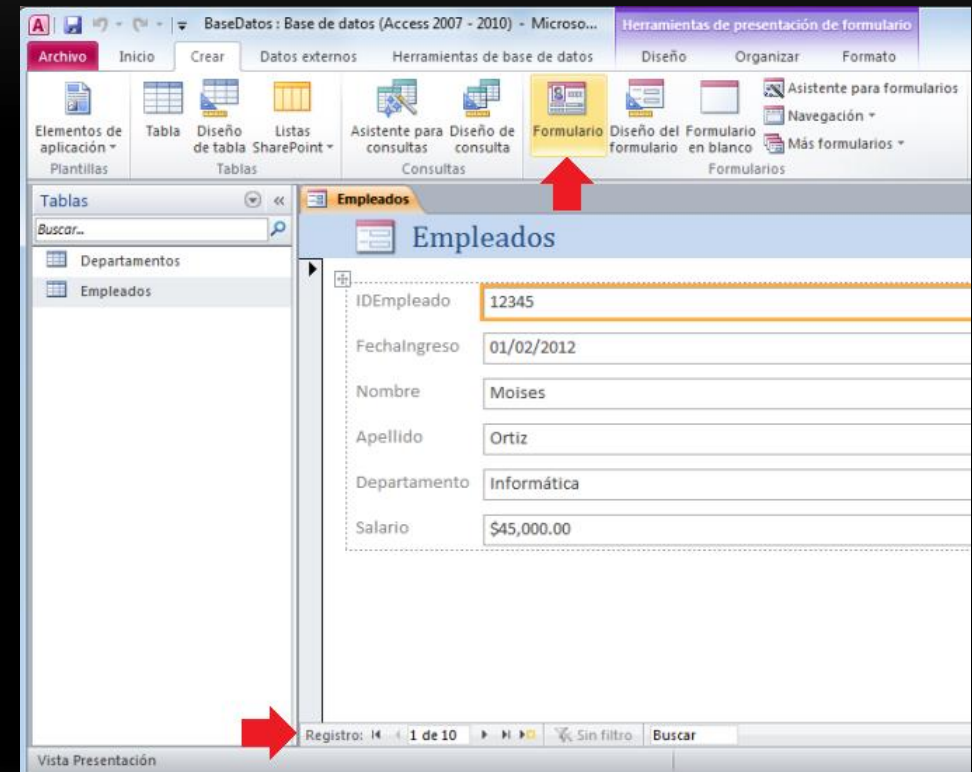 BaseDatos : Base de datos (Access 2007 - 2010) - Microso...
Herramientas de presentación de formulario
Archivo Inicio Crear Datos externos Herramientas de base de datos Diseño Organizar Formato
Elementos de aplicación
Tabla
Diseño de tabla
Listas SharePoint
Asistente para consultas
Diseño de consulta
Formulario
Diseño del formulario
Formulario en blanco
Asistente para formularios
Navegación
Más formularios
Plantillas Tablas Consultas Formularios
Tablas
Buscar...
Departamentos
Empleados
Empleados
Empleados
IDEmpleado 12345
FechaIngreso 01/02/2012
Nombre Moises
Apellido Ortiz
Departamento Informática
Salario $45,000.00
Registro: 1 de 10 Sin filtro Buscar
Vista Presentación